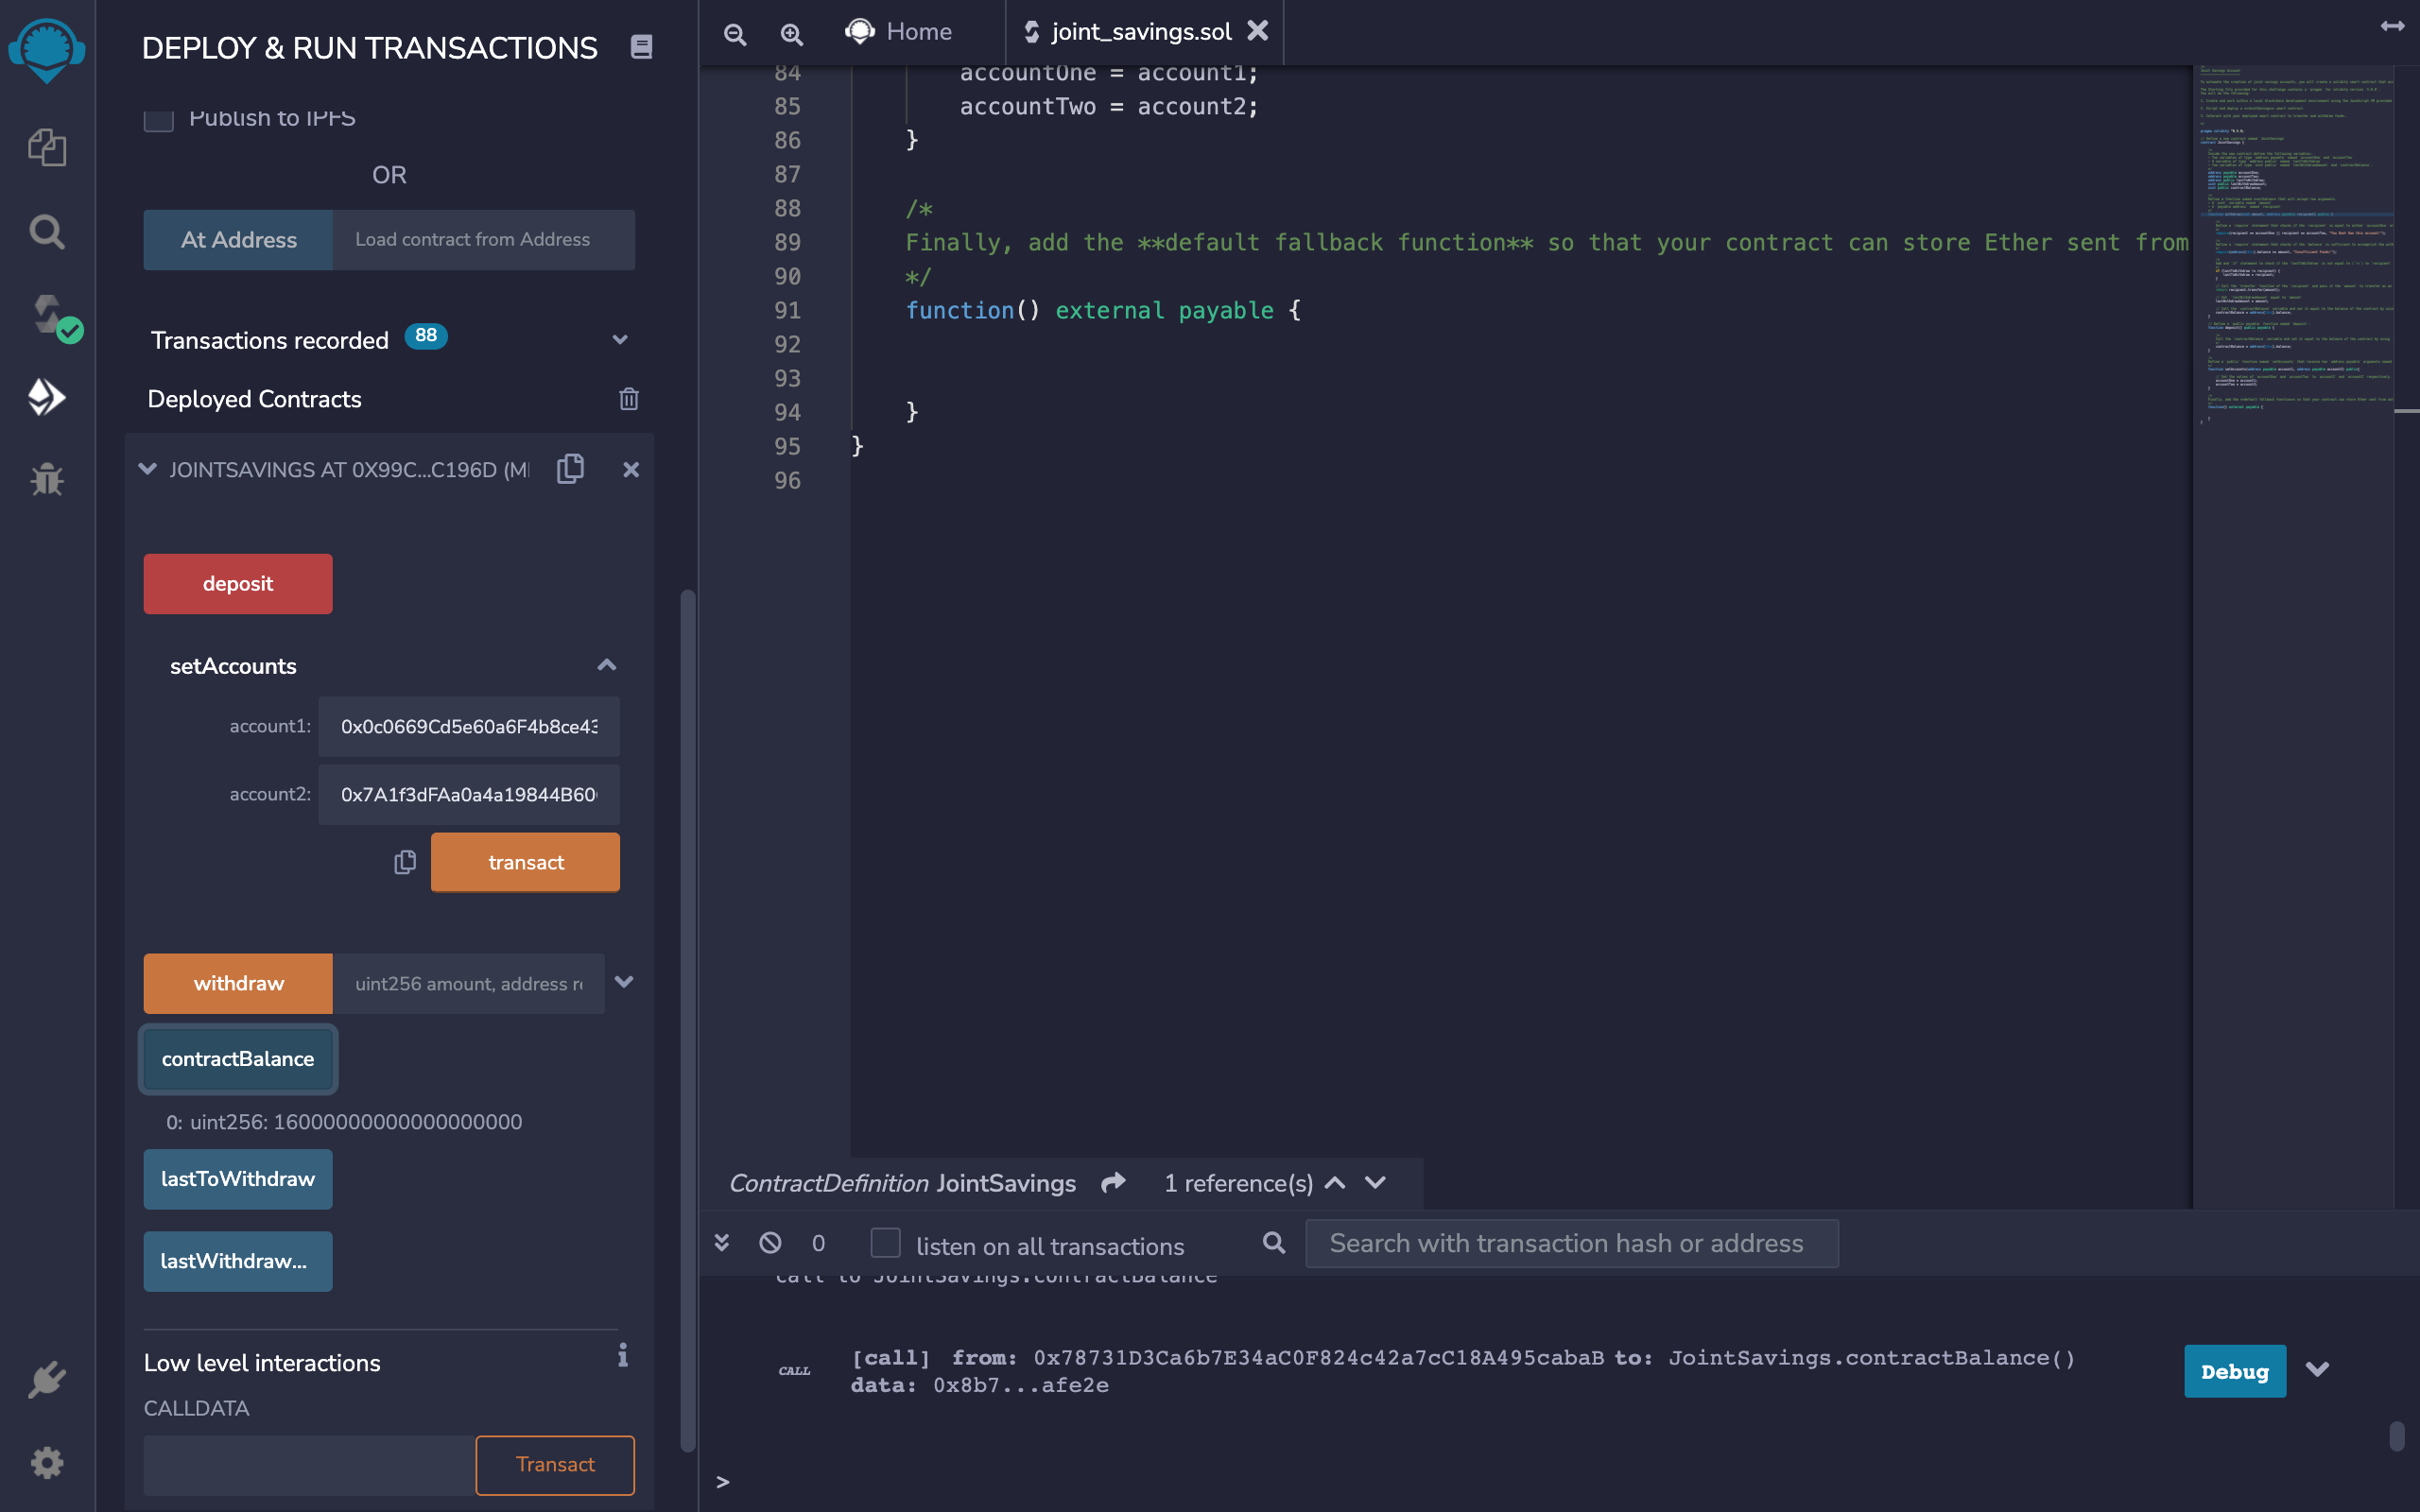 DEPLOY & RUN TRANSACTIONS
Publish to IPFS
OR
At Address
Load contract from Address
Transactions recorded 88
Deployed Contracts
JOINTSAVINGS AT 0X99C...C196D (M
deposit
setAccounts
account1: 0x0c0669Cd5e60a6F4b8ce43
account2: 0x7A1f3dFAa0a4a19844B60
transact
withdraw
uint256 amount, address re
contractBalance
0: uint256: 16000000000000000000
lastToWithdraw
lastWithdraw...
Low level interactions
i
CALLDATA
Transact
Home
joint_savings.sol
84 accountOne = account1;
85 accountTwo = account2;
86 }
87
88 /*
89 Finally, add the **default fallback function** so that your contract can store Ether sent from
90 */
91 function() external payable {
92
93
94 }
95 }
96
ContractDefinition JointSavings 1 reference(s)
0 listen on all transactions
Search with transaction hash or address
call to JointSavings.contractBalance
CALL [call] from: 0x78731D3Ca6b7E34aC0F824c42a7cC18A495cabaB to: JointSavings.contractBalance()
data: 0x8b7...afe2e
Debug
>